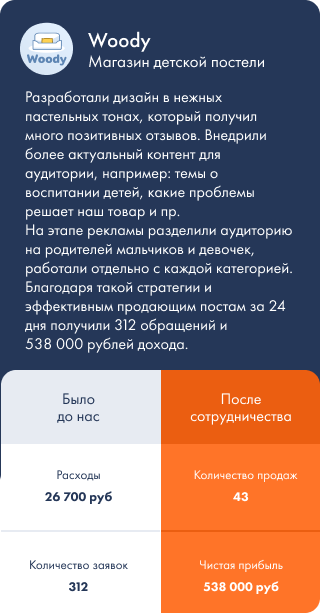 Woody
Woody
Магазин детской постели
Разработали дизайн в нежных
пастельных тонах, который получил
много позитивных отзывов. Внедрили
более актуальный контент для
аудитории, например: темы о
воспитании детей, какие проблемы
решает наш товар и пр.
На этапе рекламы разделили аудиторию
на родителей мальчиков и девочек,
работали отдельно с каждой категорией.
Благодаря такой стратегии и
эффективным продающим постам за 24
дня получили 312 обращений и
538 000 рублей дохода.
Было
до нас
После
сотрудничества
Расходы
26 700 руб
Количество продаж
43
Количество заявок
312
Чистая прибыль
538 000 руб